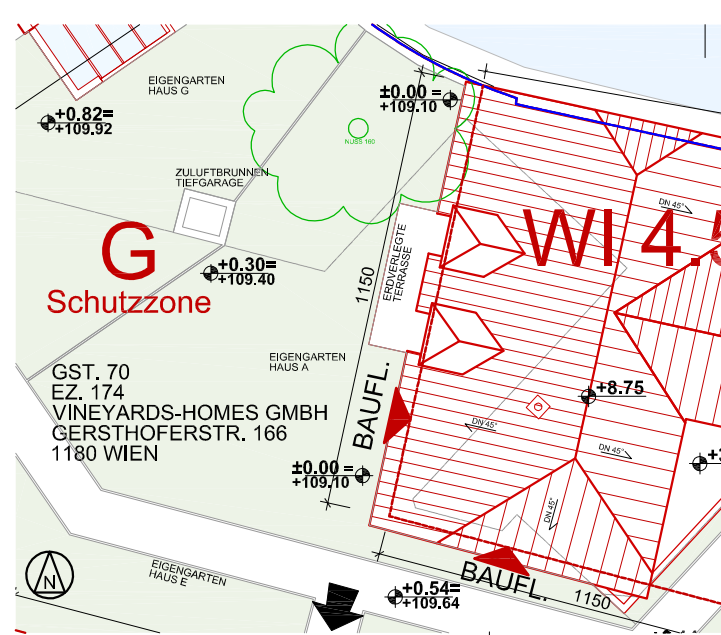 EIGENGARTEN
HAUS G
±0.00 =
+109.10
+0.82=
+109.92
NUSS 160
ZULUFTBRUNNEN
TIEFGARAGE
DN 45°
WI 4.5
G
Schutzzone
+0.30=
+109.40
ERDVERLEGTE
TERRASSE
1150
EIGENGARTEN
HAUS A
GST. 70
EZ. 174
VINEYARDS-HOMES GMBH
GERSTHOFERSTR. 166
1180 WIEN
BAUFL.
+8.75
DN 45°
DN 45°
±0.00 =
+109.10
DN 45°
N
EIGENGARTEN
HAUS E
+0.54=
+109.64
BAUFL.
1150